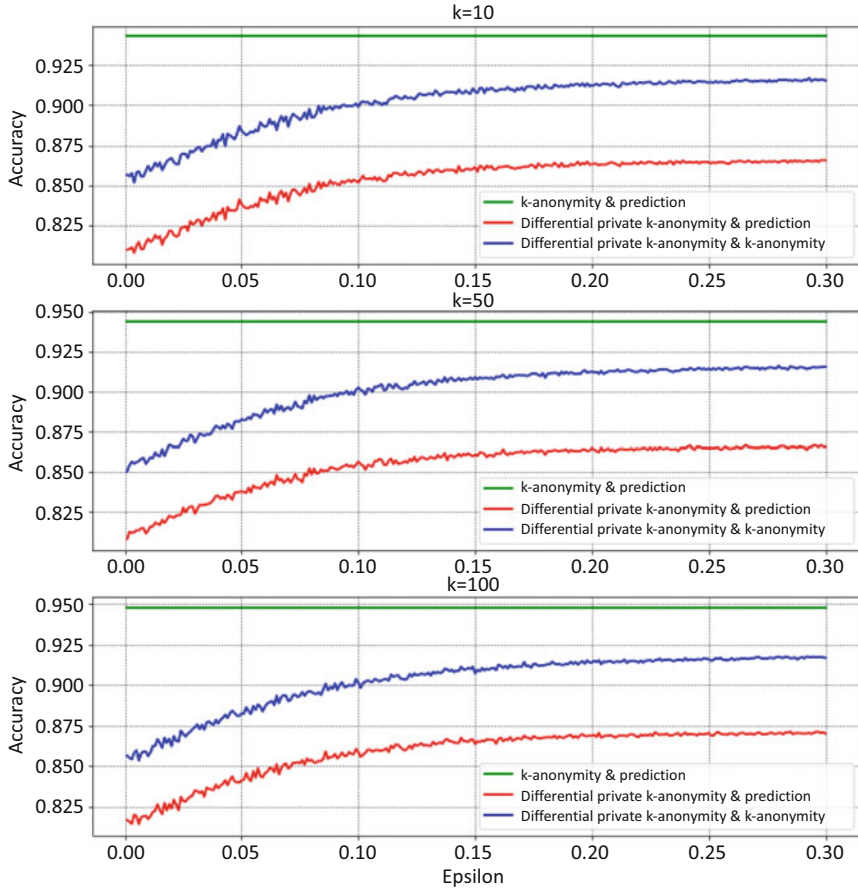 k=10
0.925
0.900
0.875
0.850
0.825
Accuracy
k-anonymity & prediction
Differential private k-anonymity & prediction
Differential private k-anonymity & k-anonymity
0.00 0.05 0.10 0.15 0.20 0.25 0.30
k=50
0.950
0.925
0.900
0.875
0.850
0.825
Accuracy
k-anonymity & prediction
Differential private k-anonymity & prediction
Differential private k-anonymity & k-anonymity
0.00 0.05 0.10 0.15 0.20 0.25 0.30
k=100
0.950
0.925
0.900
0.875
0.850
0.825
Accuracy
k-anonymity & prediction
Differential private k-anonymity & prediction
Differential private k-anonymity & k-anonymity
0.00 0.05 0.10 0.15 0.20 0.25 0.30
Epsilon